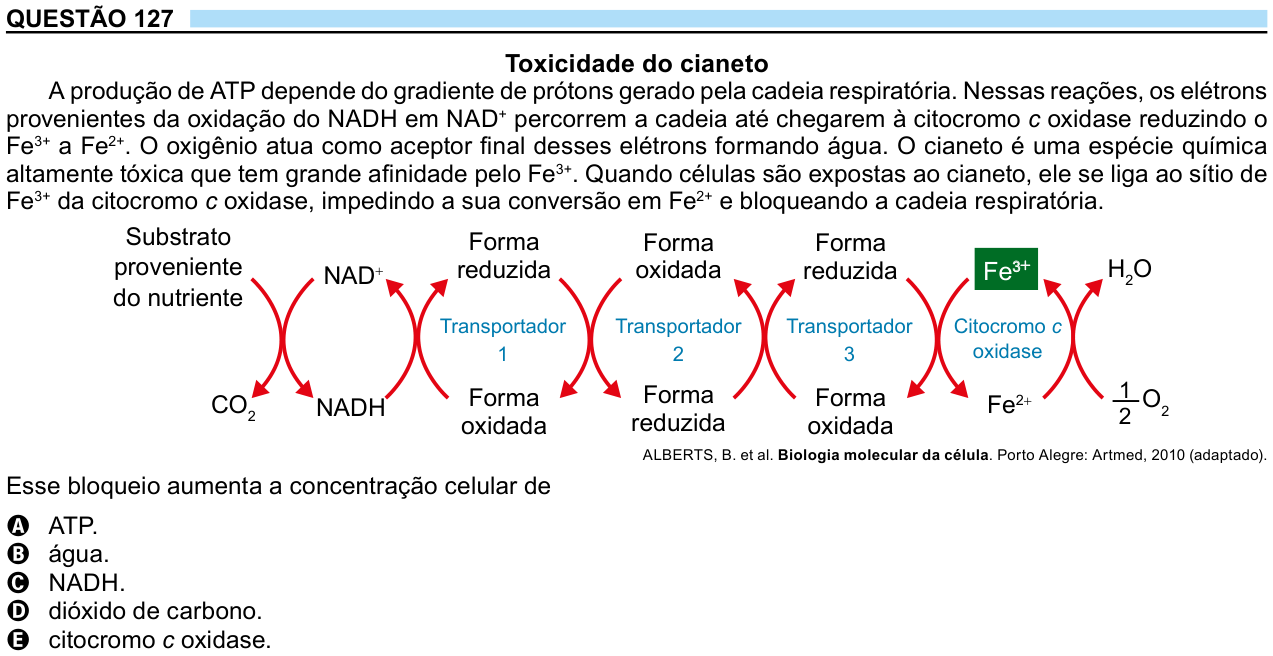 QUESTÃO 127
Toxicidade do cianeto
A produção de ATP depende do gradiente de prótons gerado pela cadeia respiratória. Nessas reações, os elétrons
provenientes da oxidação do NADH em NAD⁺ percorrem a cadeia até chegarem à citocromo c oxidase reduzindo o
Fe³⁺ a Fe²⁺. O oxigênio atua como aceptor final desses elétrons formando água. O cianeto é uma espécie química
altamente tóxica que tem grande afinidade pelo Fe³⁺. Quando células são expostas ao cianeto, ele se liga ao sítio de
Fe³⁺ da citocromo c oxidase, impedindo a sua conversão em Fe²⁺ e bloqueando a cadeia respiratória.
Substrato
proveniente
do nutriente
NAD⁺
Forma
reduzida
Forma
oxidada
Forma
reduzida
Fe³⁺
H₂O
Transportador
1
Transportador
2
Transportador
3
Citocromo c
oxidase
CO₂
NADH
Forma
oxidada
Forma
reduzida
Forma
oxidada
Fe²⁺
1/2 O₂
ALBERTS, B. et al. Biologia molecular da célula. Porto Alegre: Artmed, 2010 (adaptado).
Esse bloqueio aumenta a concentração celular de
A ATP.
B água.
C NADH.
D dióxido de carbono.
E citocromo c oxidase.